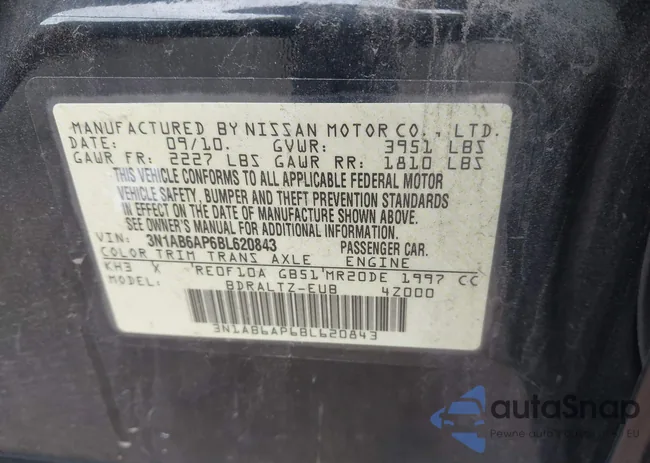 MANUFACTURED BY NISSAN MOTOR CO., LTD.
DATE: 09/10. GVWR: 3951 LBS
GAWR FR: 2227 LBS GAWR RR: 1810 LBS
THIS VEHICLE CONFORMS TO ALL APPLICABLE FEDERAL MOTOR
VEHICLE SAFETY, BUMPER AND THEFT PREVENTION STANDARDS
IN EFFECT ON THE DATE OF MANUFACTURE SHOWN ABOVE.
SEE OWNER'S MANUAL FOR ADDITIONAL INFORMATION.
VIN: 3N1AB6AP6BL620843 PASSENGER CAR.
COLOR TRIM TRANS AXLE ENGINE
KH3 X RE0F10A GB51 MR20DE 1997 CC
MODEL: BDRALTZ-EUB 4Z000
3N1AB6AP6BL620843
autoSnap